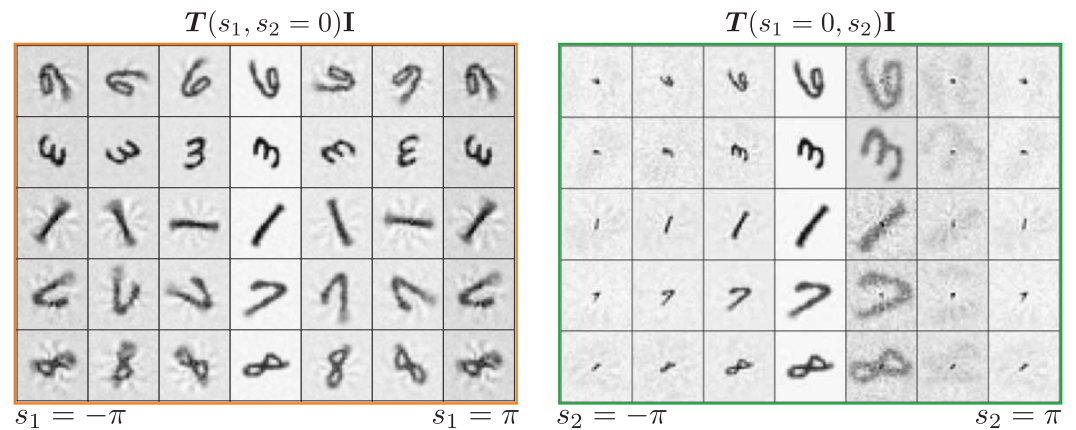 T(s₁, s₂ = 0)I
T(s₁ = 0, s₂)I
s₁ = −π
s₁ = π
s₂ = −π
s₂ = π